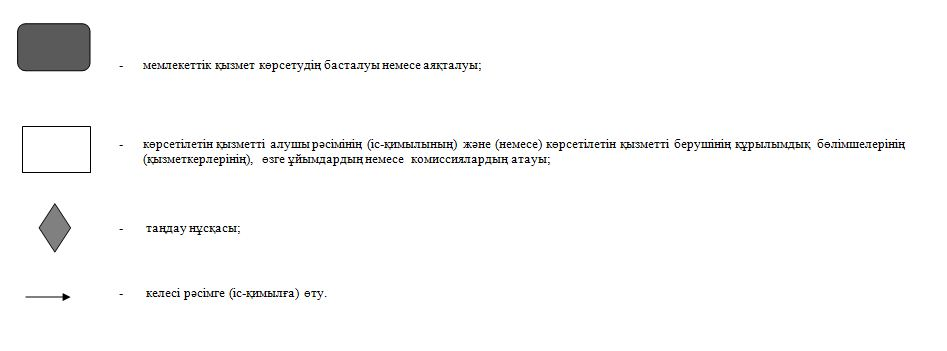 - мемлекеттік қызмет көрсетудің басталуы немесе аяқталуы;
- көрсетілетін қызметті алушы рәсімінің (іс-қимылының) және (немесе) көрсетілетін қызметті берушінің құрылымдық бөлімшелерінің
(қызметкерлерінің), өзге ұйымдардың немесе комиссиялардың атауы;
- таңдау нұсқасы;
- келесі рәсімге (іс-қимылға) өту.